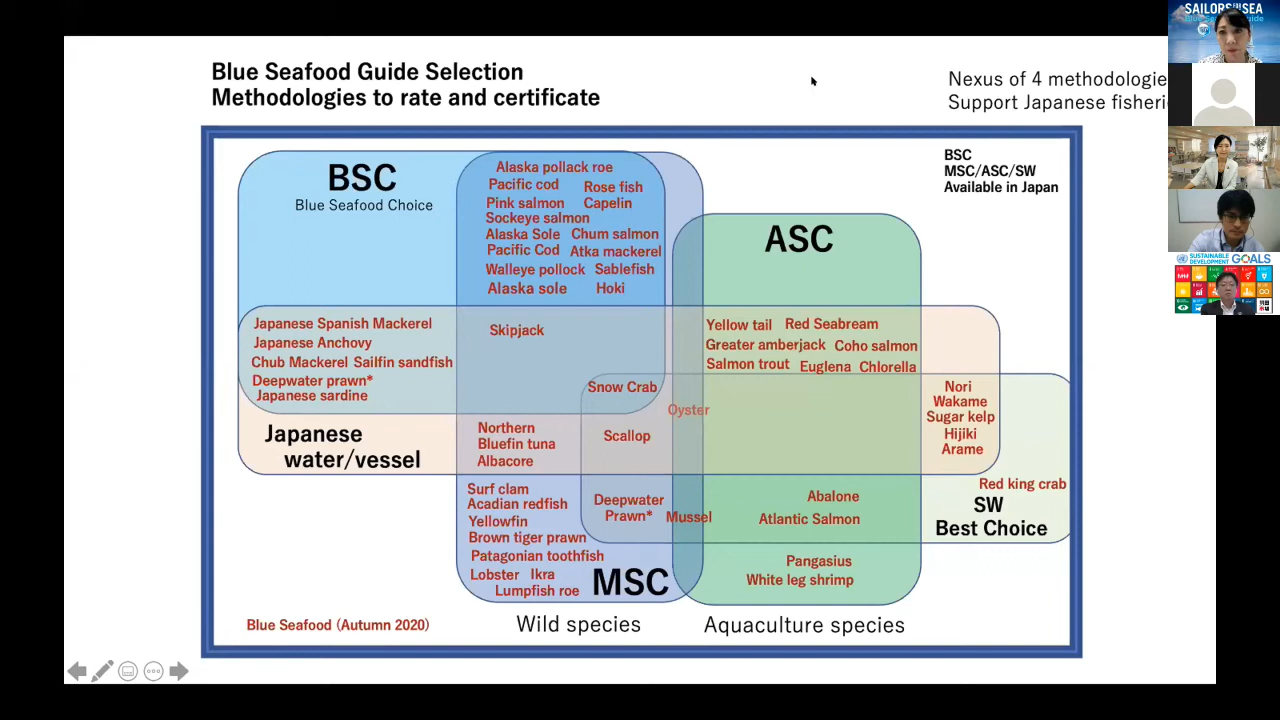 Blue Seafood Guide Selection
Methodologies to rate and certificate
Nexus of 4 methodologie
Support Japanese fisheri
BSC
MSC/ASC/SW
Available in Japan
BSC
Blue Seafood Choice
Alaska pollack roe
Pacific cod Rose fish
Pink salmon Capelin
Sockeye salmon
Alaska Sole Chum salmon
Pacific Cod Atka mackerel
Walleye pollock Sablefish
Alaska sole Hoki
ASC
Japanese Spanish Mackerel
Japanese Anchovy
Chub Mackerel Sailfin sandfish
Deepwater prawn*
Japanese sardine
Skipjack
Snow Crab
Oyster
Yellow tail Red Seabream
Greater amberjack Coho salmon
Salmon trout Euglena Chlorella
Nori
Wakame
Sugar kelp
Hijiki
Arame
Japanese
water/vessel
Northern
Bluefin tuna
Albacore
Scallop
Surf clam
Acadian redfish
Yellowfin
Brown tiger prawn
Patagonian toothfish
Lobster Ikra
Lumpfish roe
MSC
Deepwater
Prawn*
Mussel
Abalone
Atlantic Salmon
Red king crab
SW
Best Choice
Pangasius
White leg shrimp
Blue Seafood (Autumn 2020)
Wild species
Aquaculture species
SAILORS FOR THE SEA
SUSTAINABLE DEVELOPMENT GOALS